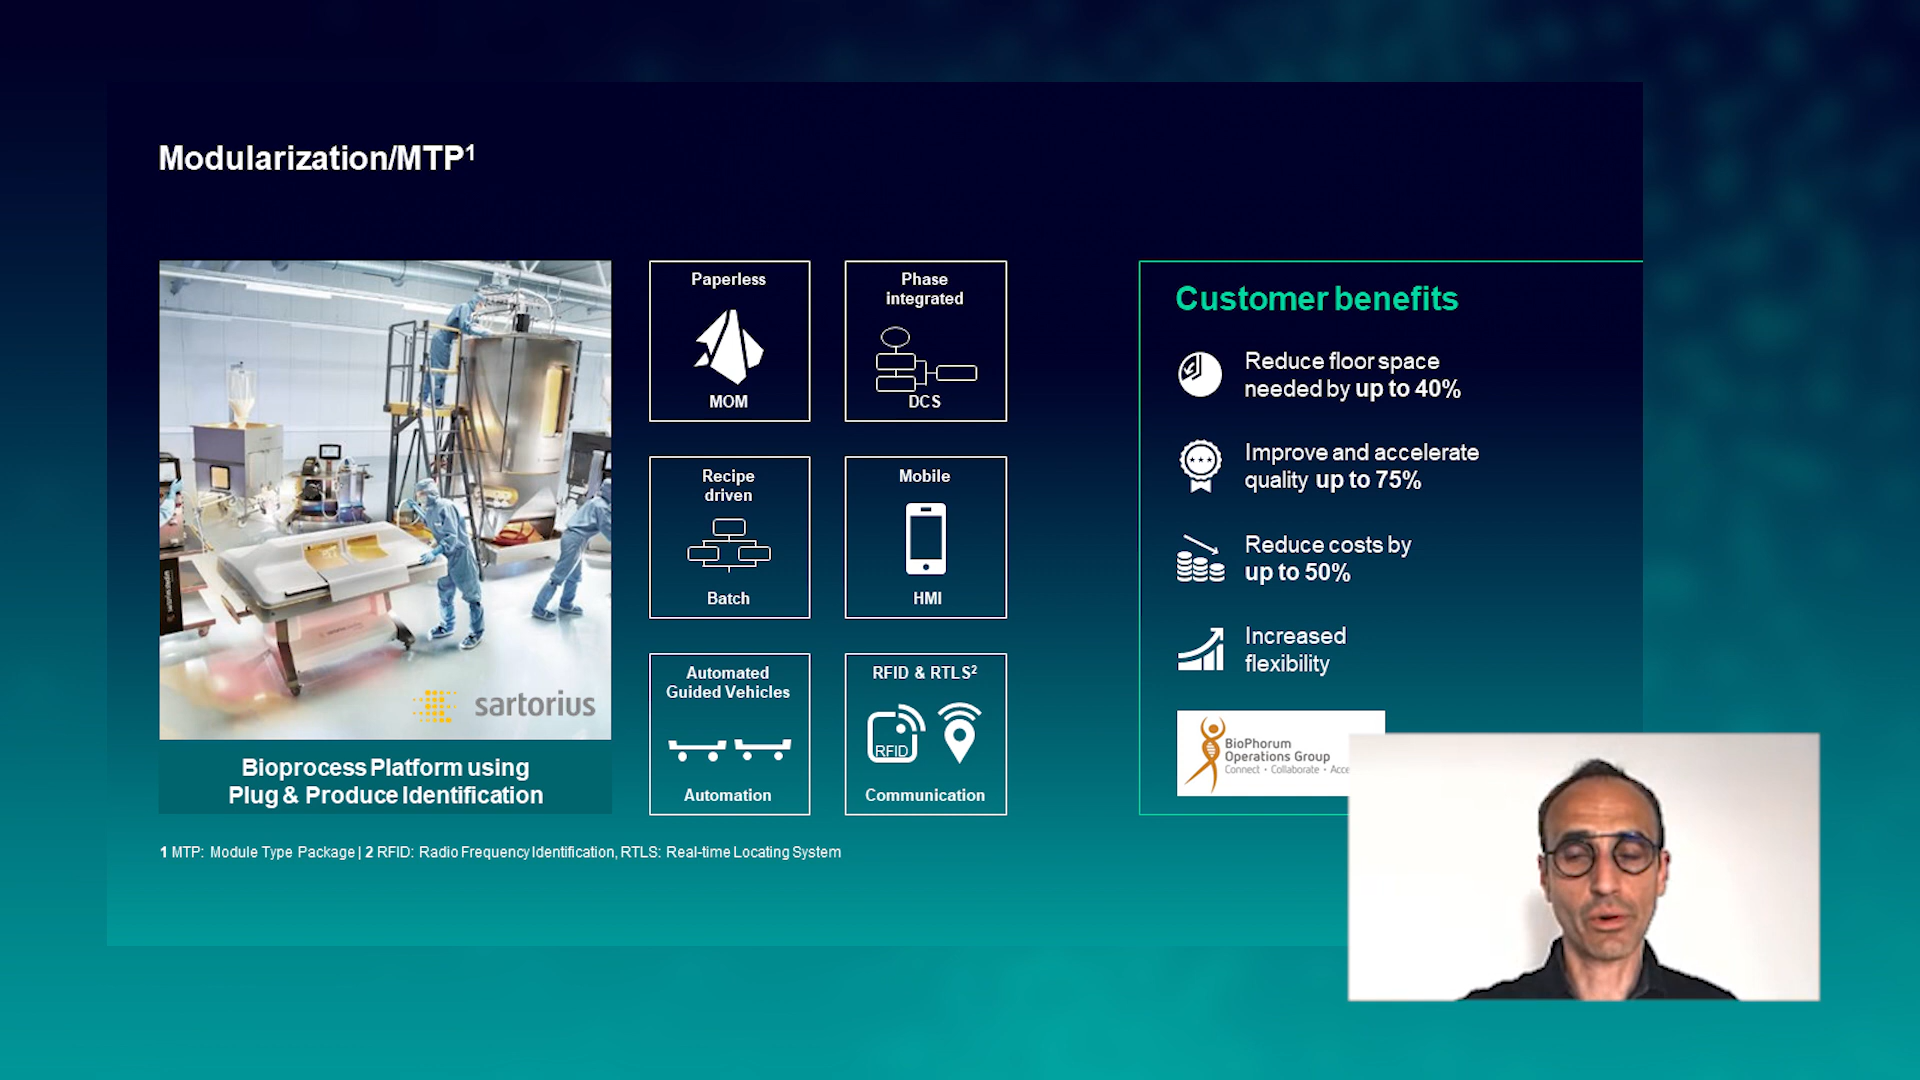 Modularization/MTP¹
sartorius
Bioprocess Platform using
Plug & Produce Identification
Paperless
MOM
Phase
integrated
DCS
Recipe
driven
Batch
Mobile
HMI
Automated
Guided Vehicles
Automation
RFID & RTLS²
RFID
Communication
Customer benefits
Reduce floor space
needed by up to 40%
Improve and accelerate
quality up to 75%
Reduce costs by
up to 50%
Increased
flexibility
BioPhorum
Operations Group
Connect • Collaborate • Acce
1 MTP: Module Type Package | 2 RFID: Radio Frequency Identification, RTLS: Real-time Locating System